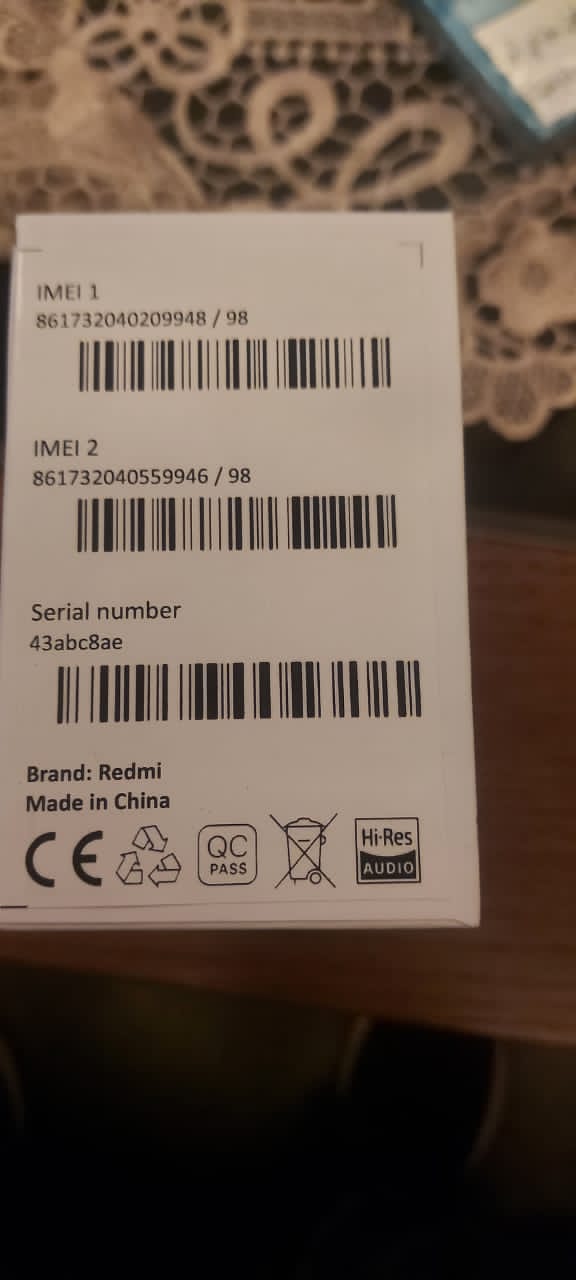 IMEI 1
861732040209948 / 98
IMEI 2
861732040559946 / 98
Serial number
43abc8ae
Brand: Redmi
Made in China
CE
QC
PASS
Hi-Res
AUDIO